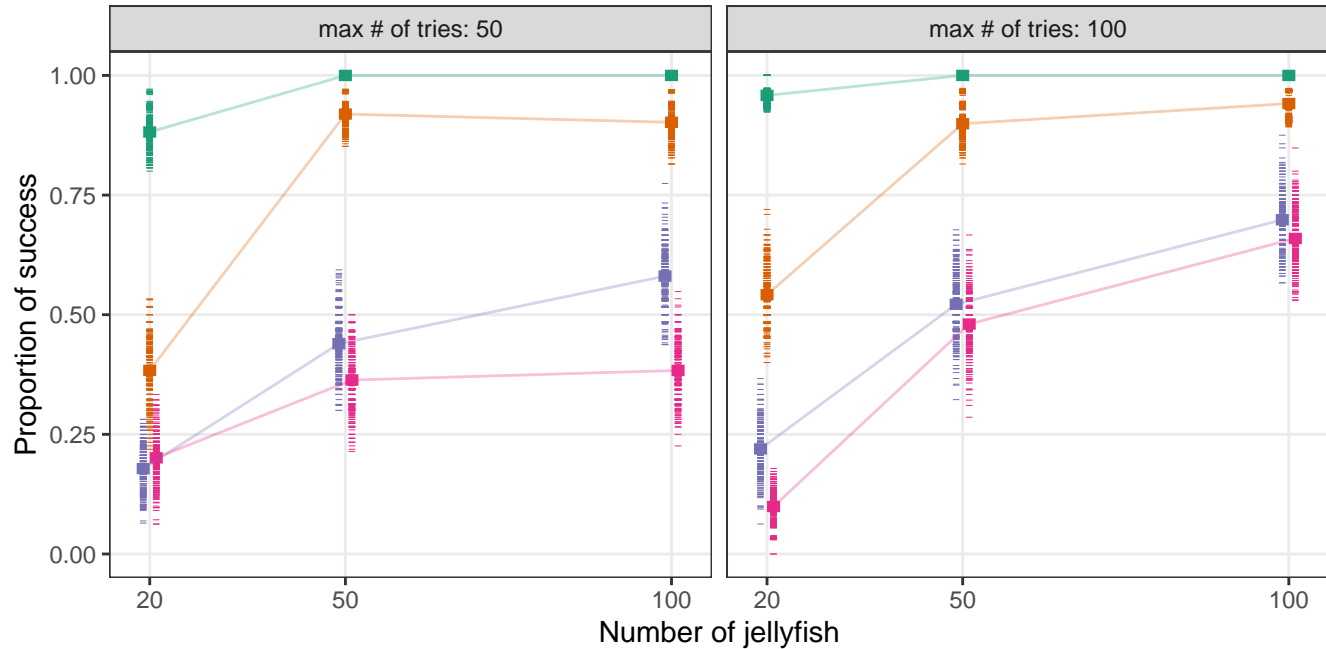 max # of tries: 50
max # of tries: 100
Proportion of success
1.00
0.75
0.50
0.25
0.00
20 50 100
20 50 100
Number of jellyfish